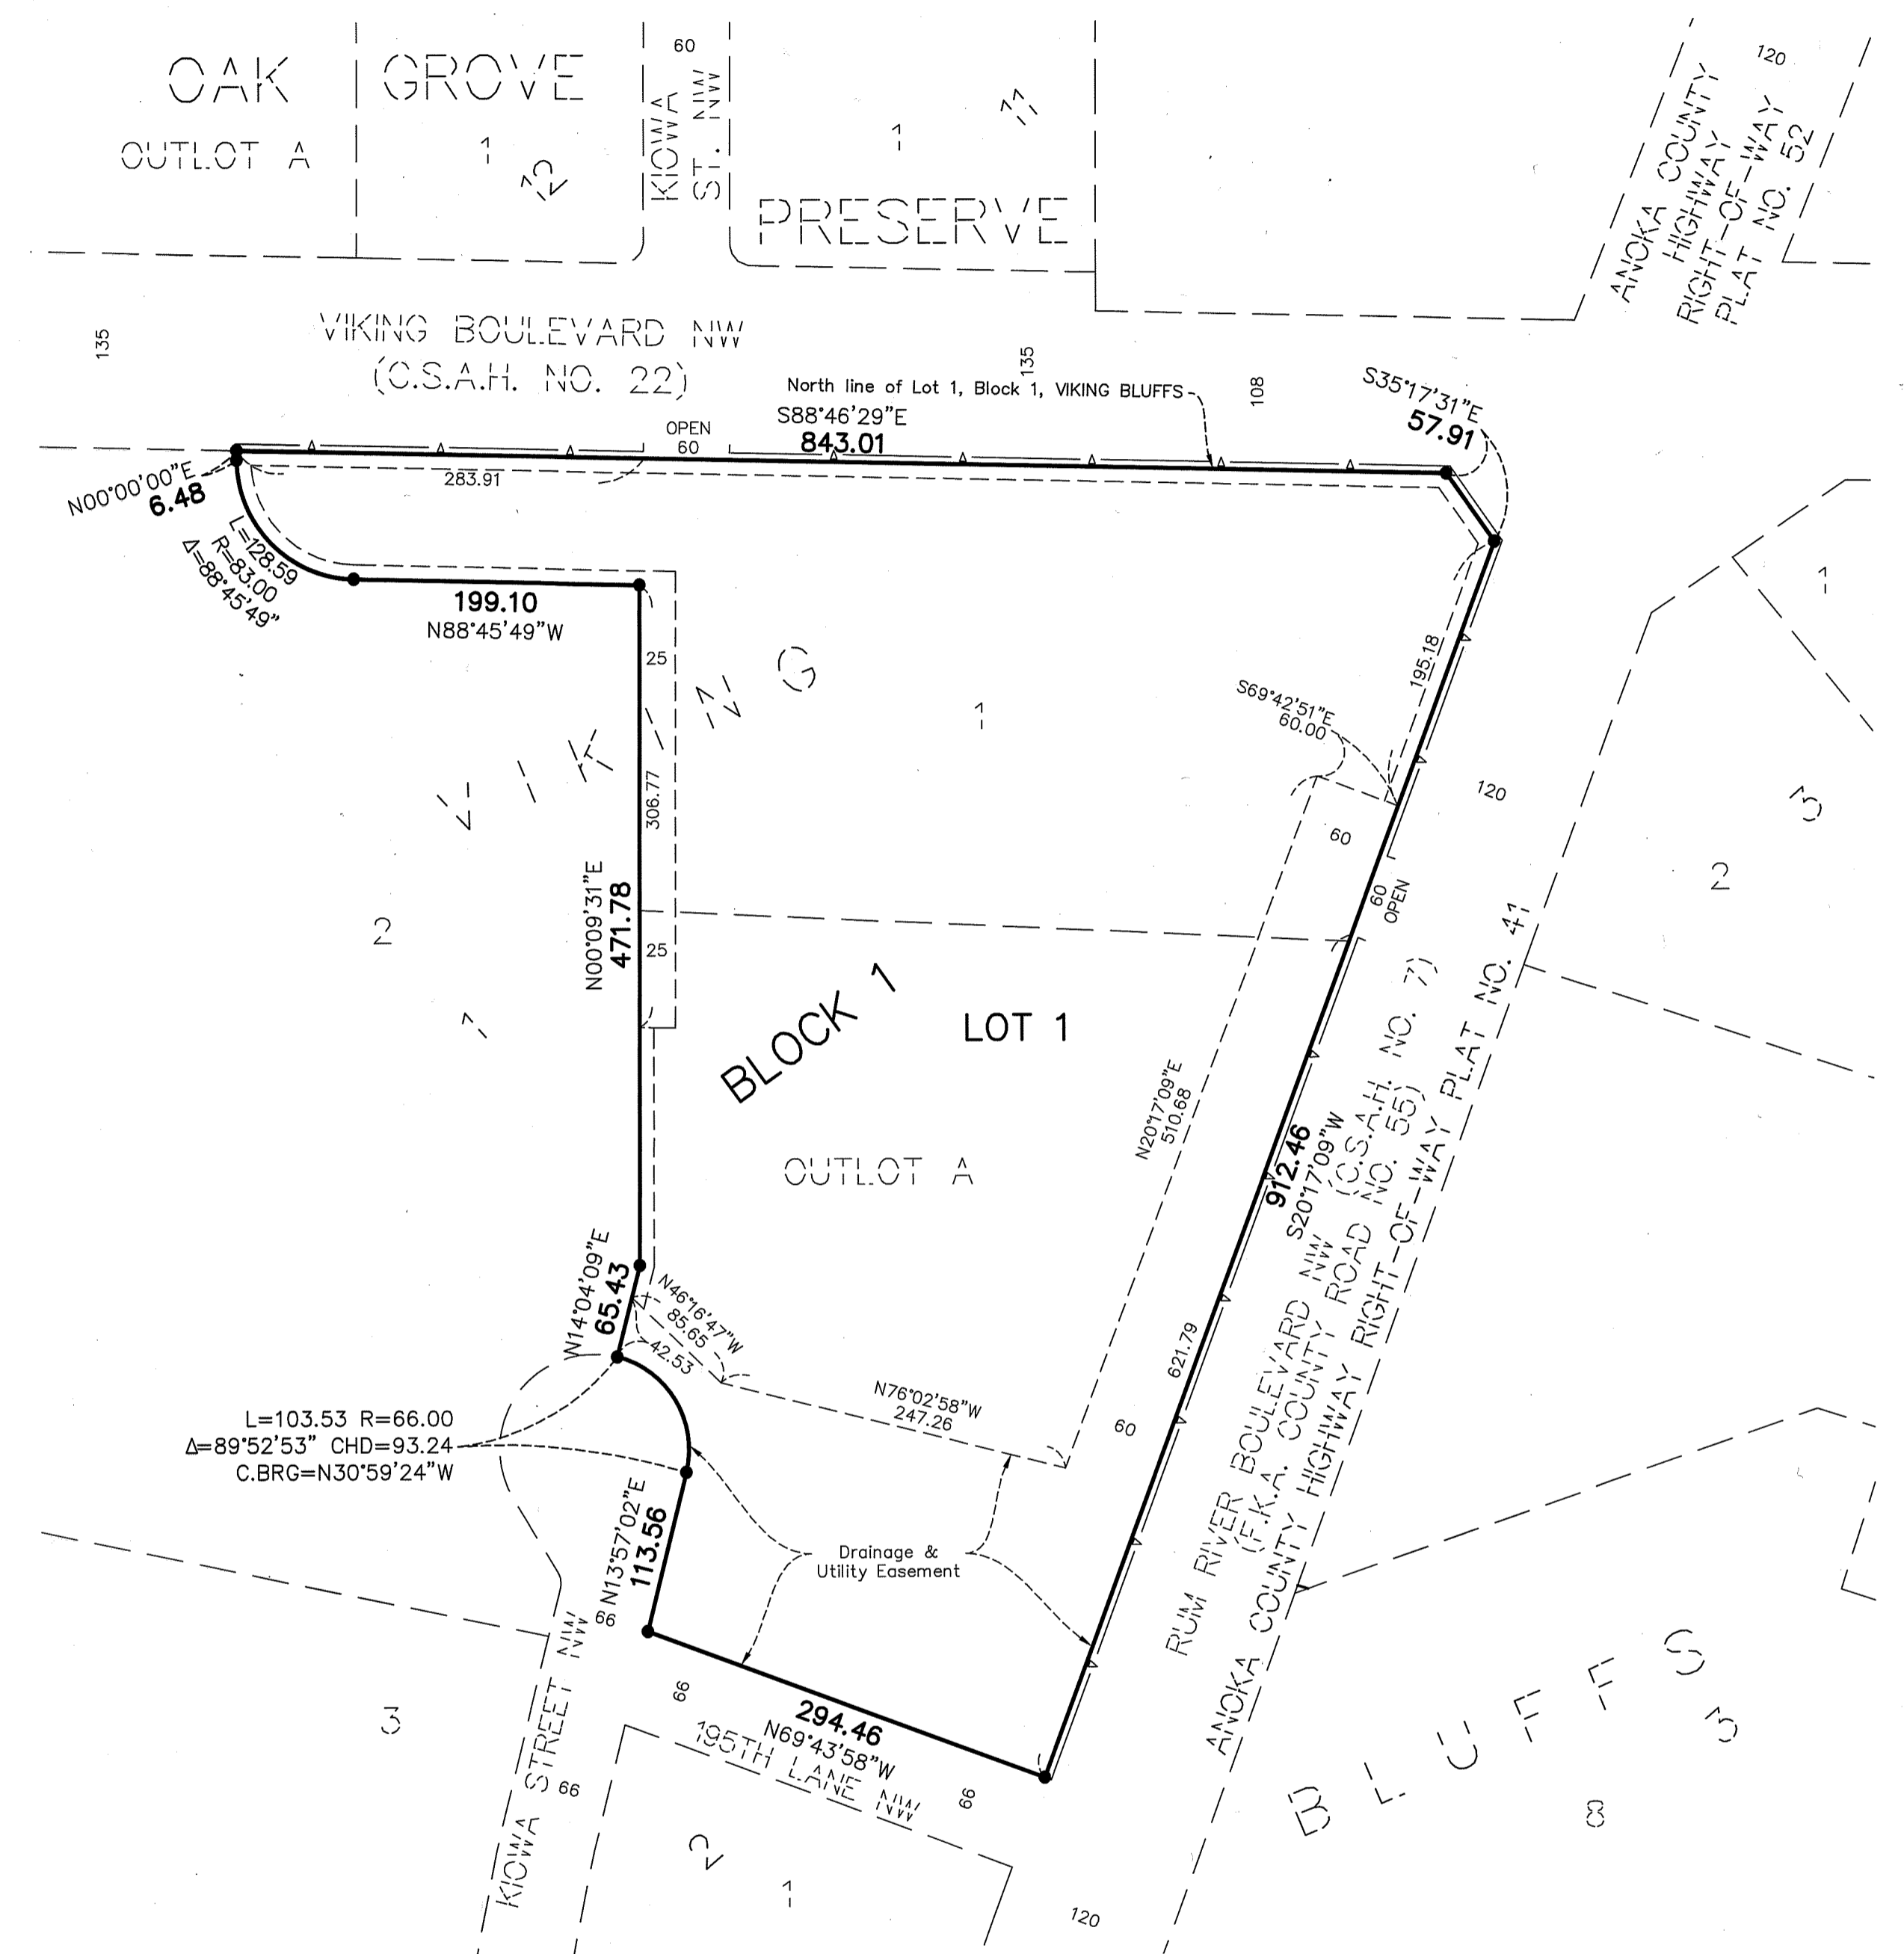 OAK
GROVE
OUTLOT A
1
12
60
KIOWA
ST. NW
1
11
PRESERVE
120
ANOKA COUNTY
HIGHWAY
RIGHT-OF-WAY
PLAT NO. 52
135
VIKING BOULEVARD NW
(C.S.A.H. NO. 22)
135
108
North line of Lot 1, Block 1, VIKING BLUFFS
S88°46'29"E
843.01
OPEN
60
S35°17'31"E
57.91
N00°00'00"E
6.48
283.91
L=128.59
R=83.00
Δ=88°45'49"
199.10
N88°45'49"W
25
V I K I N G
1
306.77
195.18
S69°42'51"E
60.00
1
120
3
60
60
OPEN
2
2
N00°09'31"E
471.78
25
1
BLOCK 1
LOT 1
OUTLOT A
N20°17'09"E
510.68
912.46
S20°17'09"W
RUM RIVER BOULEVARD NW (C.S.A.H. NO. 7)
(F.K.A. COUNTY ROAD NO. 55)
ANOKA COUNTY HIGHWAY RIGHT-OF-WAY PLAT NO. 41
W14°04'09"E
65.43
N46°16'47"W
85.65
42.53
621.79
N76°02'58"W
247.26
60
L=103.53 R=66.00
Δ=89°52'53" CHD=93.24
C.BRG=N30°59'24"W
N13°57'02"E
113.56
Drainage &
Utility Easement
66
66
294.46
N69°43'58"W
195TH LANE NW
66
3
KIOWA STREET NW
66
2
1
120
B L U F F S
3
8